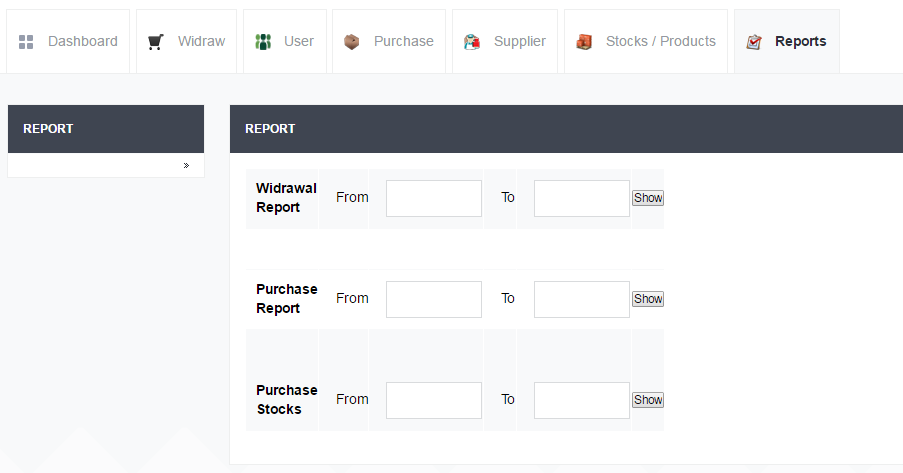 Dashboard Widraw User Purchase Supplier Stocks / Products Reports
REPORT
»
REPORT
Widrawal
Report From To Show
Purchase
Report From To Show
Purchase
Stocks From To Show